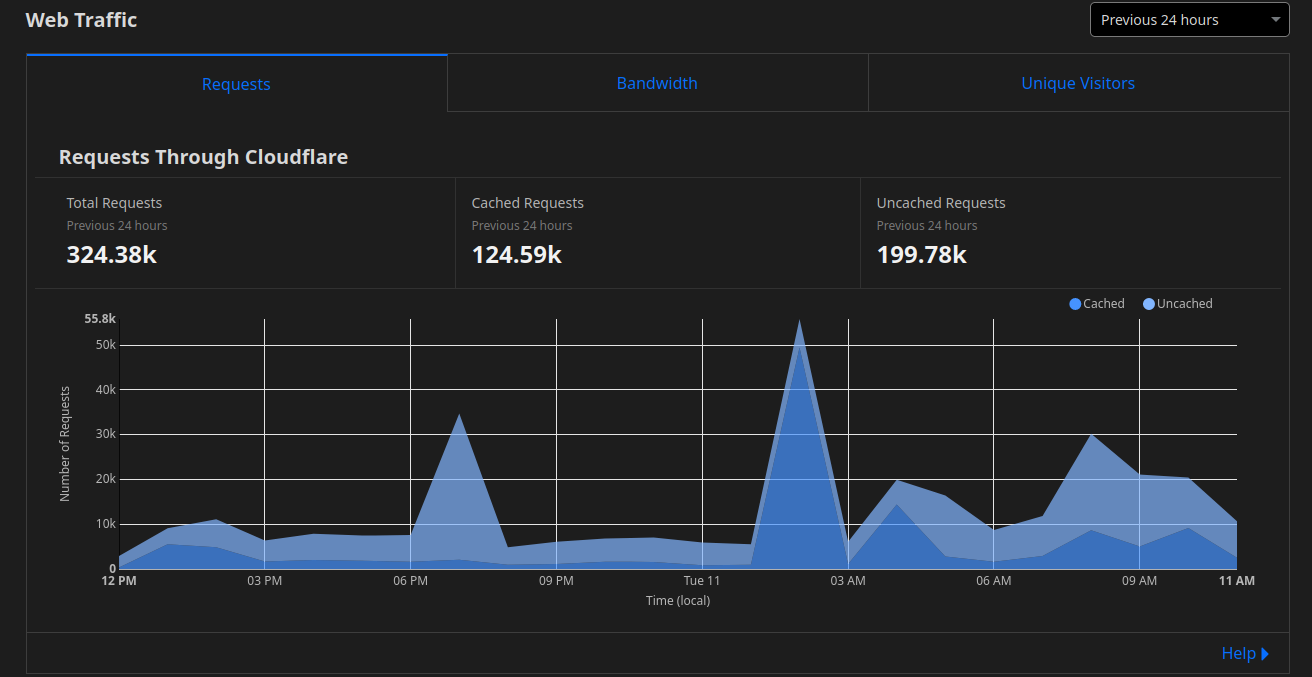 Web Traffic
Previous 24 hours
Requests
Bandwidth
Unique Visitors
Requests Through Cloudflare
Total Requests
Previous 24 hours
324.38k
Cached Requests
Previous 24 hours
124.59k
Uncached Requests
Previous 24 hours
199.78k
Cached
Uncached
55.8k
50k
40k
30k
20k
10k
0
Number of Requests
12 PM
03 PM
06 PM
09 PM
Tue 11
03 AM
06 AM
09 AM
11 AM
Time (local)
Help